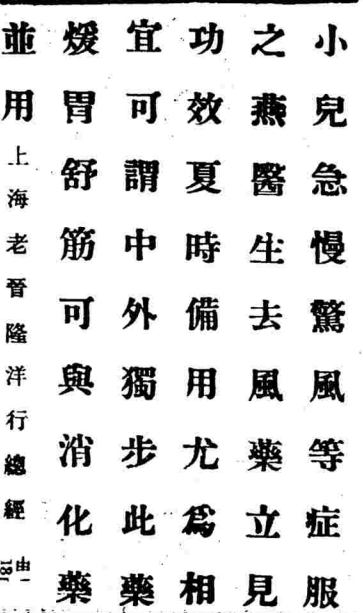 小兒急慢驚風等症服
之燕醫生去風藥立見
功效夏時備用尤爲相
宜可謂中外獨步此藥
煖胃舒筋可與消化藥
並用上海老晉隆洋行總經